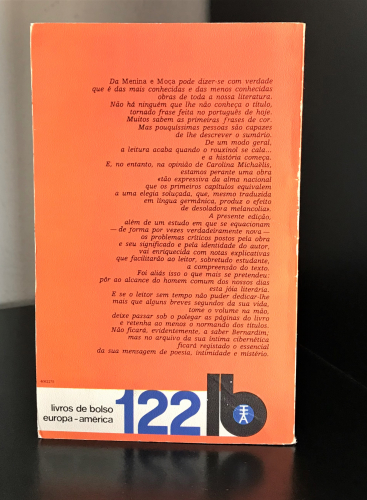 Da Menina e Moça pode dizer-se com verdade
que é das mais conhecidas e das menos conhecidas
obras de toda a nossa literatura.
Não há ninguém que lhe não conheça o título,
tornado frase feita no português de hoje.
Muitos sabem as primeiras frases de cor.
Mas pouquíssimas pessoas são capazes
de lhe descrever o sumário.
De um modo geral,
a leitura acaba quando o rouxinol se cala...
e a história começa.
E, no entanto, na opinião de Carolina Michaëlis,
estamos perante uma obra
«tão expressiva da alma nacional
que os primeiros capítulos equivalem
a uma elegia soluçada, que, mesmo traduzida
em língua germânica, produz o efeito
de desoladora melancolia».
A presente edição,
além de um estudo em que se equacionam
— de forma por vezes verdadeiramente nova —
os problemas críticos postos pela obra
e seu significado e pela identidade do autor,
vai enriquecida com notas explicativas
que facilitarão ao leitor, sobretudo estudante,
a compreensão do texto.
Foi aliás isso o que mais se pretendeu:
pôr ao alcance do homem comum dos nossos dias
esta jóia literária.
E se o leitor sem tempo não puder dedicar-lhe
mais que alguns breves segundos da sua vida,
tome o volume na mão,
deixe passar sob o polegar as páginas do livro
e retenha ao menos o normando dos títulos.
Não ficará, evidentemente, a saber Bernardim;
mas no arquivo da sua íntima cibernética
ficará registado o essencial
da sua mensagem de poesia, intimidade e mistério.
livros de bolso
europa-américa
122
lb